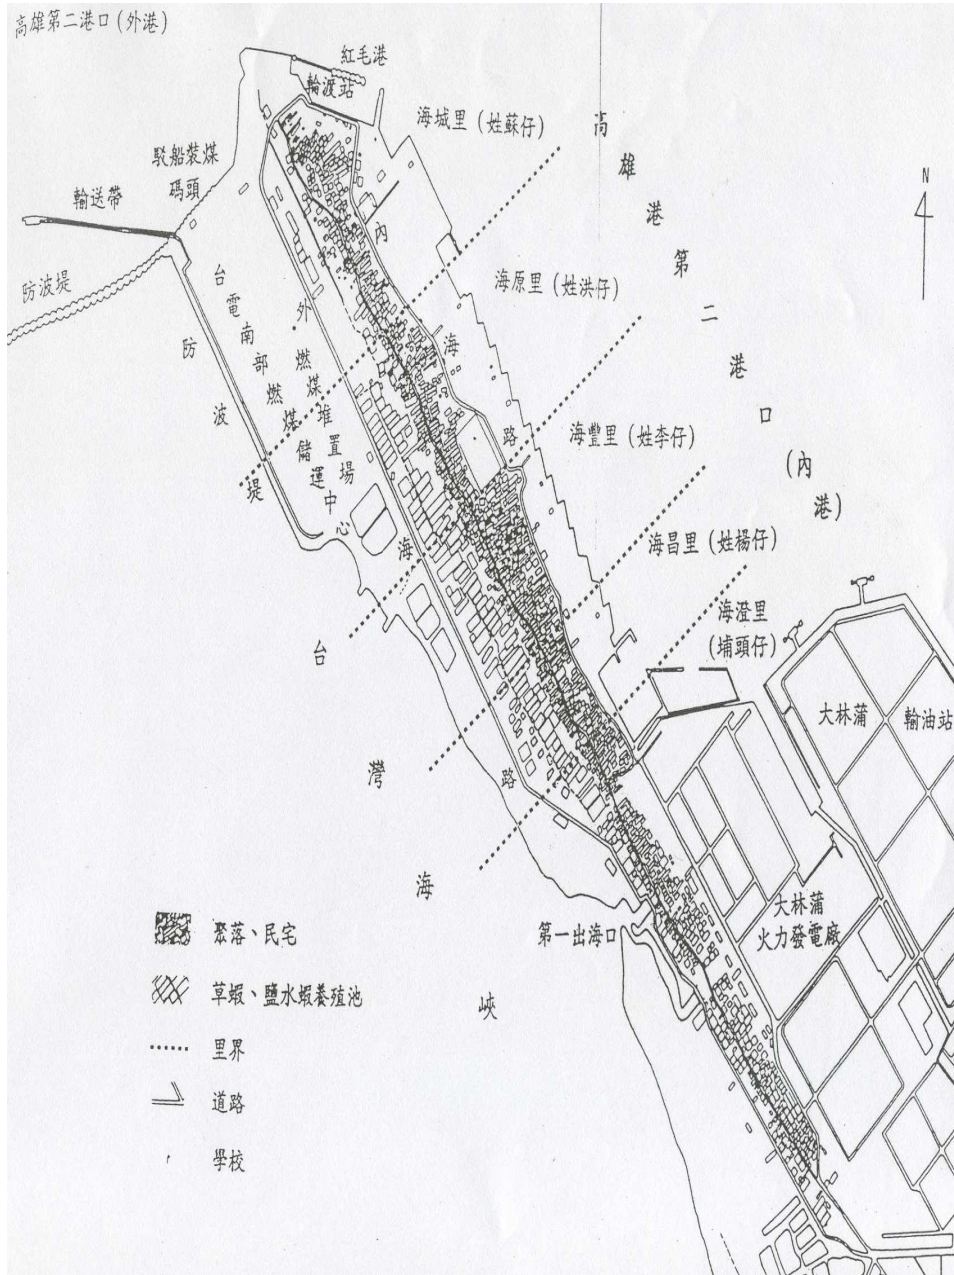 高雄第二港口(外港)
紅毛港
輪渡站
海城里(姓蘇仔)
駁船裝煤
碼頭
輸送帶
防波堤
防波堤
台電南部燃煤儲運中心
外海路
燃煤堆置場
內海路
高雄港第二港口(內港)
N
海原里(姓洪仔)
海豐里(姓李仔)
海昌里(姓楊仔)
海澄里
(埔頭仔)
大林蒲
輸油站
台灣海峽
大林蒲
火力發電廠
第一出海口
聚落、民宅
草蝦、鹽水蝦養殖池
里界
道路
學校